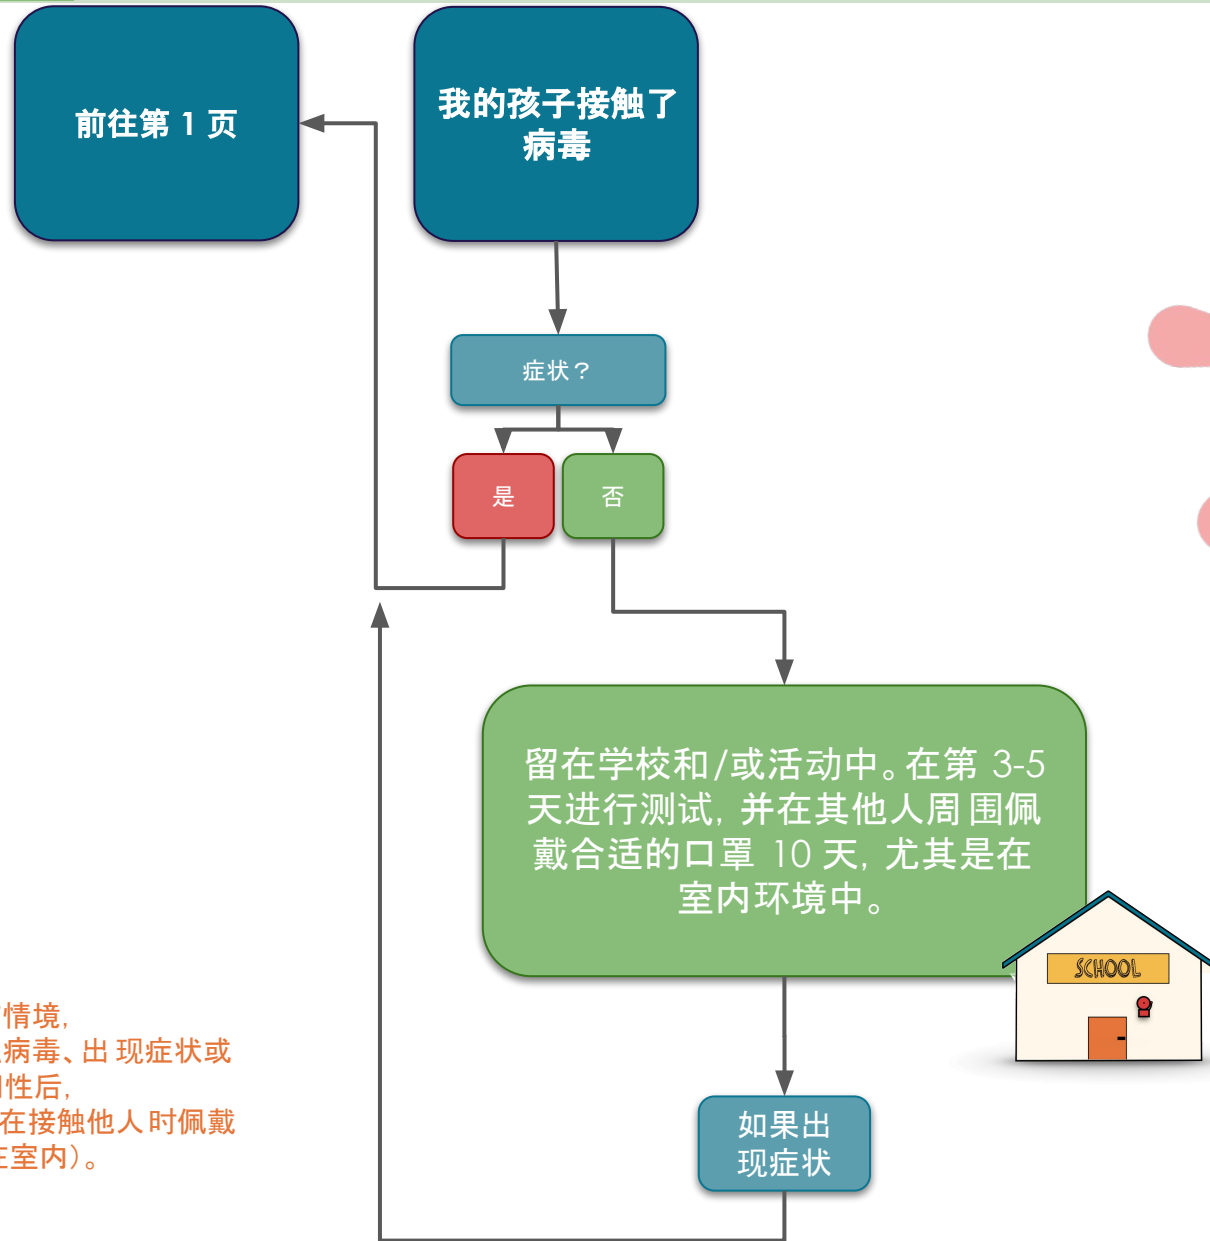 前往第 1 页
我的孩子接触了
病毒
症状？
是
否
留在学校和/或活动中。在第 3-5
天进行测试, 并在其他人周围佩
戴合适的口罩 10 天, 尤其是在
室内环境中。
SCHOOL
情境,
病毒、出现症状或
性后,
在接触他人时佩戴
室内）。
如果出
现症状